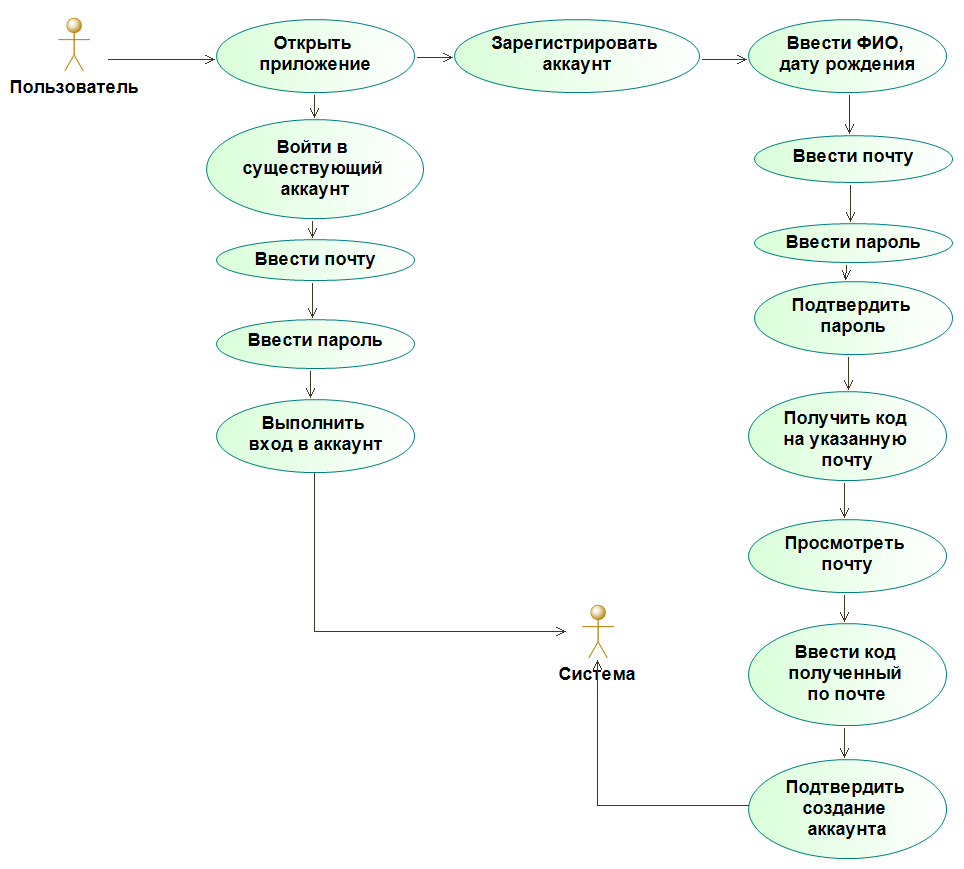 Пользователь
Открыть
приложение
Зарегистрировать
аккаунт
Ввести ФИО,
дату рождения
Войти в
существующий
аккаунт
Ввести почту
Ввести пароль
Выполнить
вход в аккаунт
Ввести почту
Ввести пароль
Подтвердить
пароль
Получить код
на указанную
почту
Просмотреть
почту
Ввести код
полученный
по почте
Подтвердить
создание
аккаунта
Система